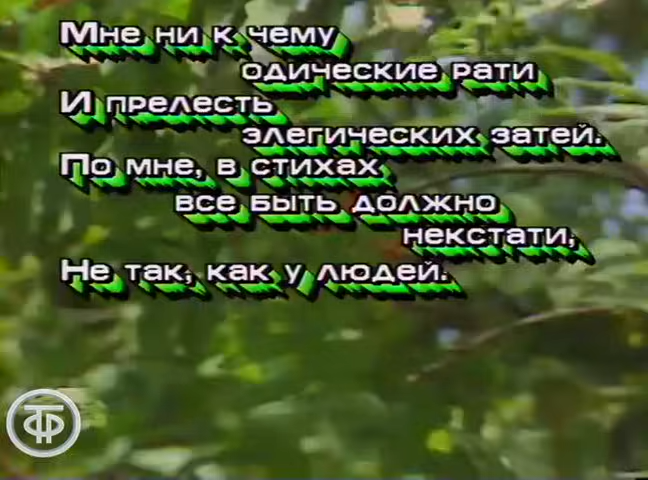 Мне ни к чему
одические рати
И прелесть
элегических затей.
По мне, в стихах
все быть должно
некстати,
Не так, как у людей.